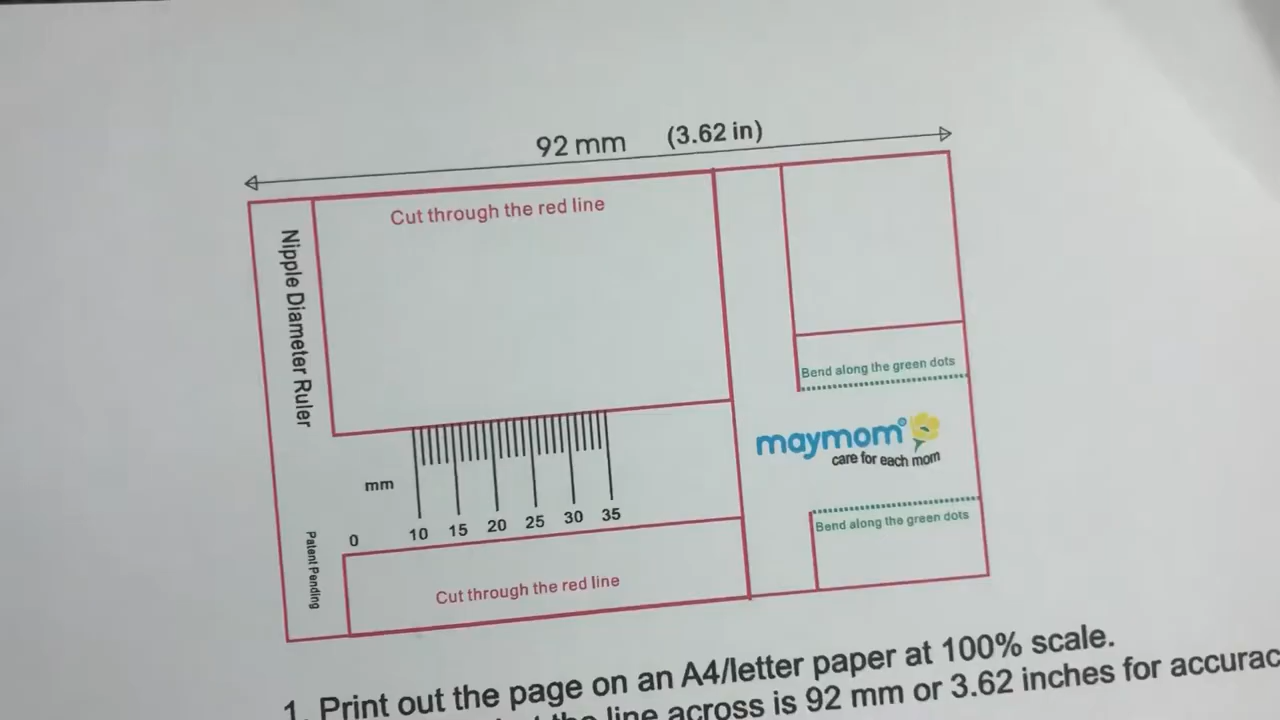 92 mm (3.62 in)
Cut through the red line
Nipple Diameter Ruler
Bend along the green dots
maymom®
care for each mom
mm
0 10 15 20 25 30 35
Bend along the green dots
Patent Pending
Cut through the red line
1. Print out the page on an A4/letter paper at 100% scale.
the line across is 92 mm or 3.62 inches for